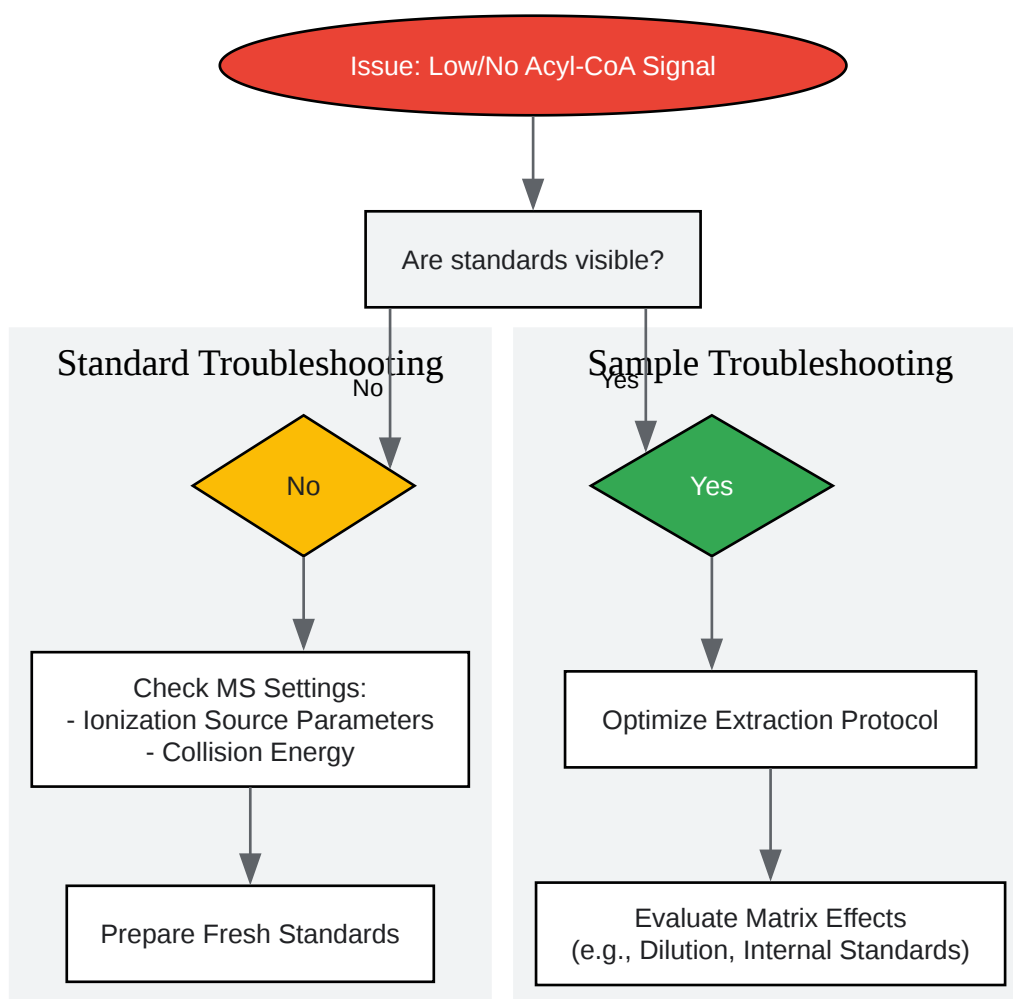 Issue: Low/No Acyl-CoA Signal
Are standards visible?
Standard Troubleshooting
Sample Troubleshooting
No
Yes
No
Yes
Check MS Settings:
- Ionization Source Parameters
- Collision Energy
Optimize Extraction Protocol
Prepare Fresh Standards
Evaluate Matrix Effects
(e.g., Dilution, Internal Standards)